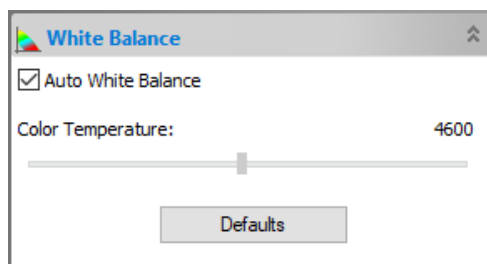 White Balance
Auto White Balance
Color Temperature: 4600
Defaults